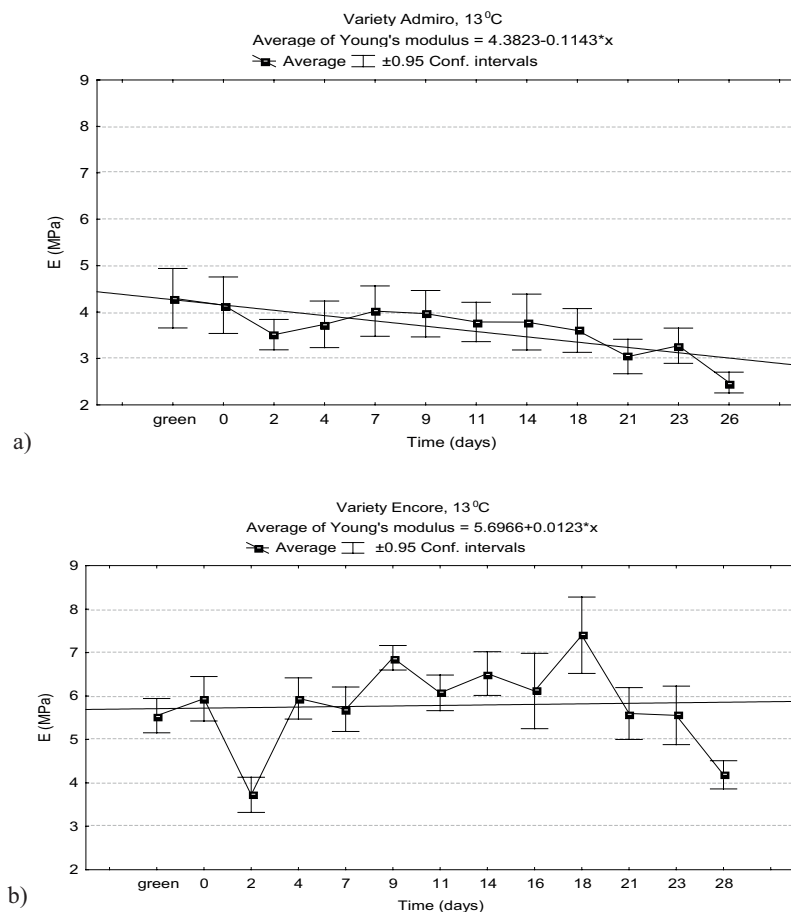 Variety Admiro, 13⁰C
Average of Young's modulus = 4.3823-0.1143*x
Average ±0.95 Conf. intervals
9
8
7
6
5
4
3
2
E (MPa)
green 0 2 4 7 9 11 14 18 21 23 26
Time (days)
a)
Variety Encore, 13⁰C
Average of Young's modulus = 5.6966+0.0123*x
Average ±0.95 Conf. intervals
9
8
7
6
5
4
3
2
E (MPa)
green 0 2 4 7 9 11 14 16 18 21 23 28
Time (days)
b)